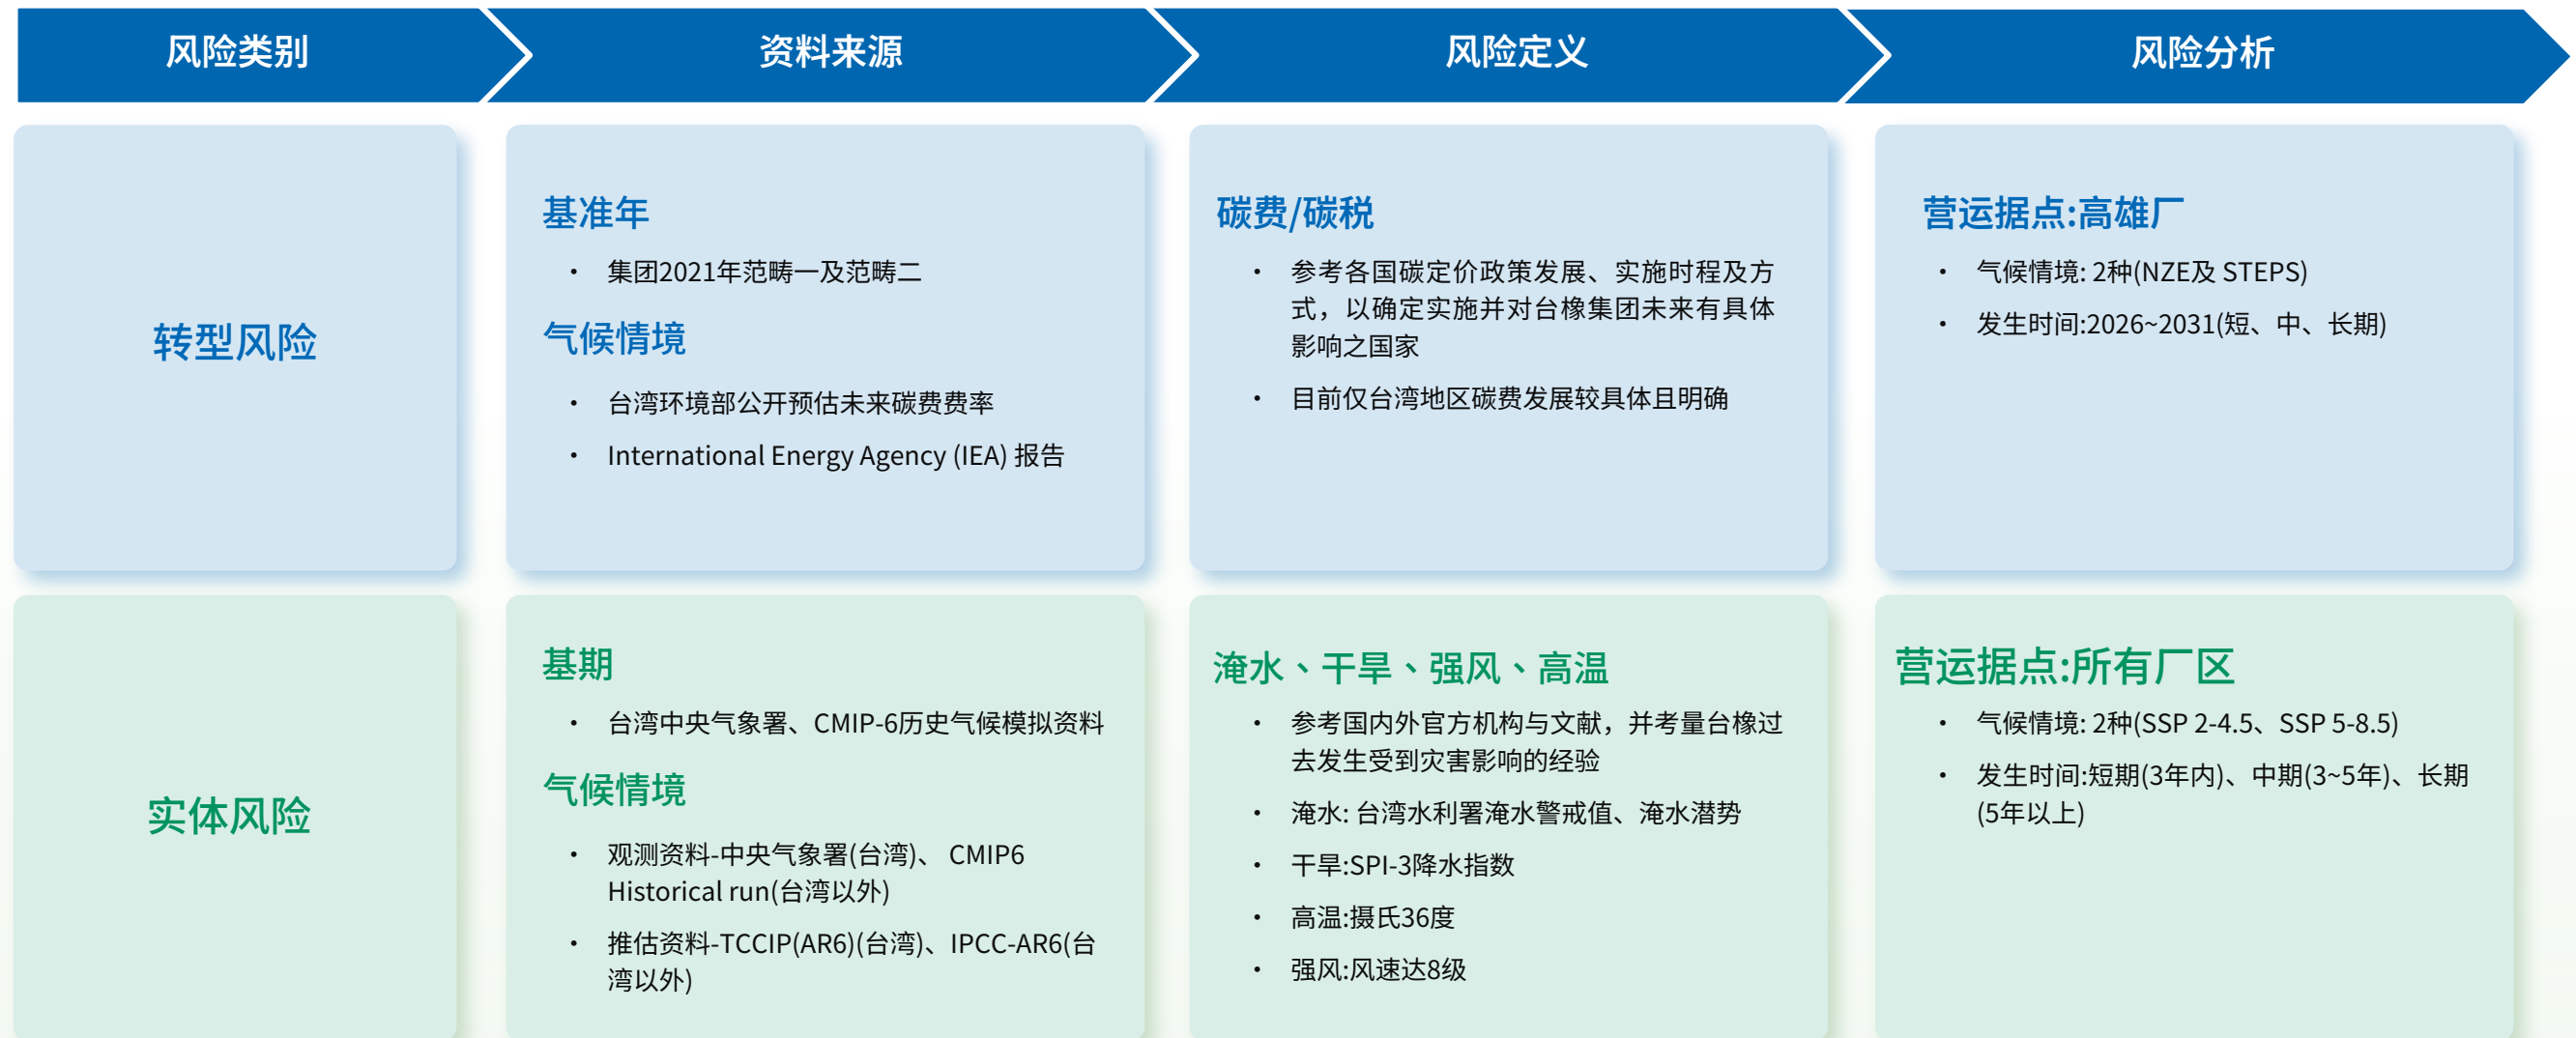 风险类别
资料来源
风险定义
风险分析
转型风险
基准年
• 集团2021年范畴一及范畴二
气候情境
• 台湾环境部公开预估未来碳费费率
• International Energy Agency (IEA) 报告
碳费/碳税
• 参考各国碳定价政策发展、实施时程及方
式，以确定实施并对台橡集团未来有具体
影响之国家
• 目前仅台湾地区碳费发展较具体且明确
营运据点:高雄厂
• 气候情境: 2种(NZE及 STEPS)
• 发生时间:2026~2031(短、中、长期)
实体风险
基期
• 台湾中央气象署、CMIP-6历史气候模拟资料
气候情境
• 观测资料-中央气象署(台湾)、 CMIP6
Historical run(台湾以外)
• 推估资料-TCCIP(AR6)(台湾)、IPCC-AR6(台
湾以外)
淹水、干旱、强风、高温
• 参考国内外官方机构与文献，并考量台橡过
去发生受到灾害影响的经验
• 淹水: 台湾水利署淹水警戒值、淹水潜势
• 干旱:SPI-3降水指数
• 高温:摄氏36度
• 强风:风速达8级
营运据点:所有厂区
• 气候情境: 2种(SSP 2-4.5、SSP 5-8.5)
• 发生时间:短期(3年内)、中期(3~5年)、长期
(5年以上)